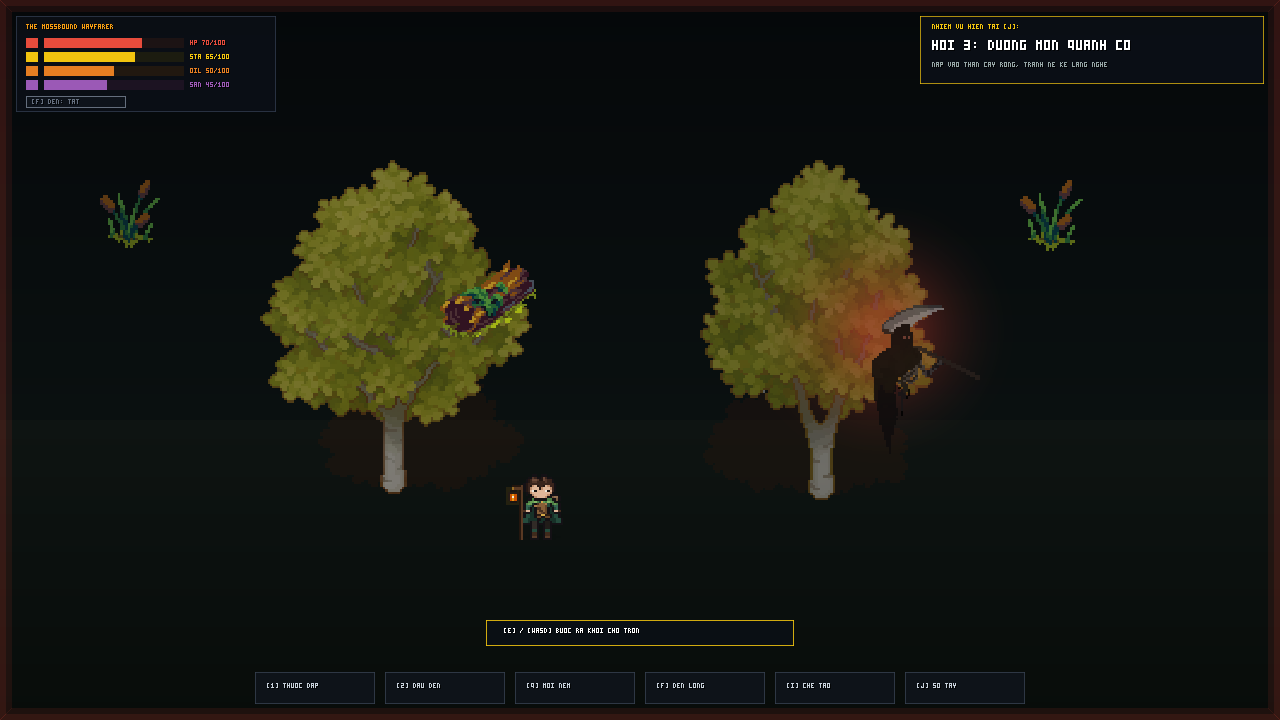 THE MOSSBOUND WAYFARER
HP 70/100
STA 65/100
OIL 50/100
SAN 45/100
[F] DEN: TAT
NHIEM VU HIEN TAI [J]:
HOI 3: DUONG MON QUANH CO
NAP VAO THAN CAY RONG, TRANH NE KE LANG NGHE
[E] / [WASD] BUOC RA KHOI CHO TRON
[1] THUOC DAP
[2] DAU DEN
[Q] MOI NEM
[F] DEN LONG
[I] CHE TAO
[J] SO TAY